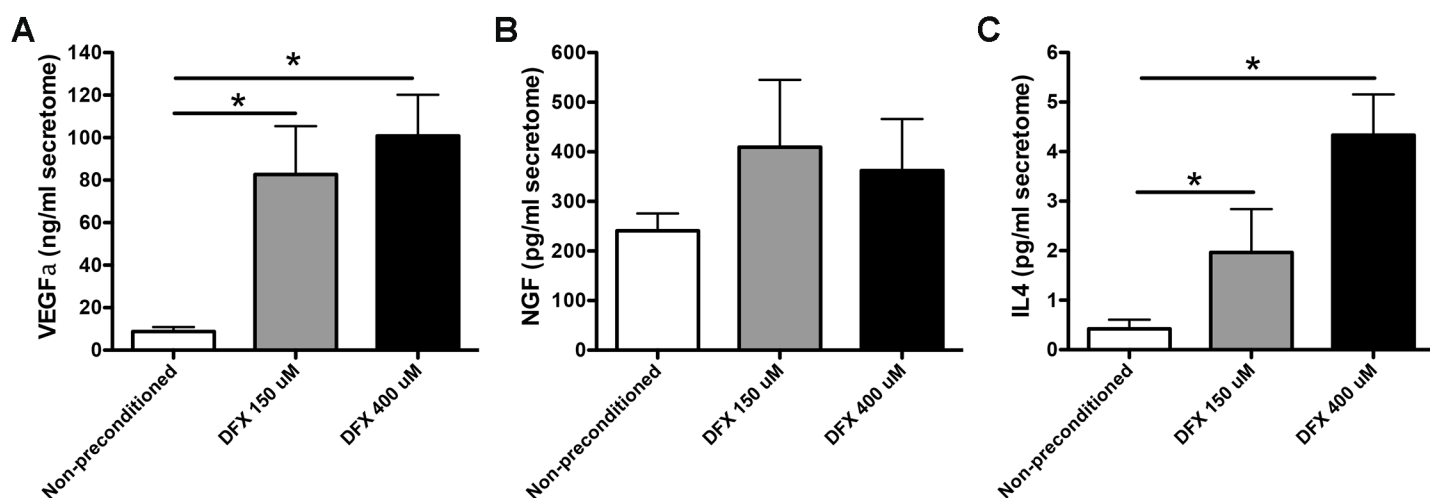 A
VEGFa (ng/ml secretome)
140
120
100
80
60
40
20
0
*
*
Non-preconditioned
DFX 150 uM
DFX 400 uM
B
NGF (pg/ml secretome)
600
500
400
300
200
100
0
Non-preconditioned
DFX 150 uM
DFX 400 uM
C
IL4 (pg/ml secretome)
6
5
4
3
2
1
0
*
*
Non-preconditioned
DFX 150 uM
DFX 400 uM